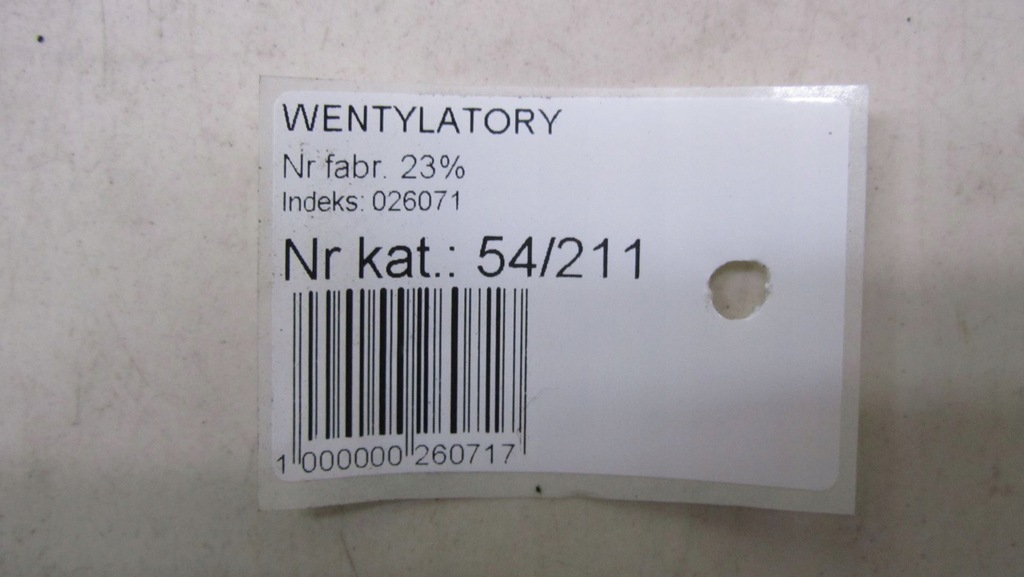 WENTYLATORY
Nr fabr. 23%
Indeks: 026071
Nr kat.: 54/211
1 000000 260717